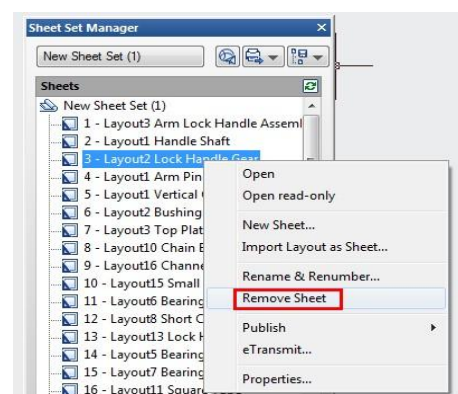 Sheet Set Manager
New Sheet Set (1)
Sheets
New Sheet Set (1)
1 - Layout3 Arm Lock Handle Asseml
2 - Layout1 Handle Shaft
3 - Layout2 Lock Handle Gear
4 - Layout1 Arm Pin
5 - Layout1 Vertical
6 - Layout2 Bushing
7 - Layout3 Top Plat
8 - Layout10 Chain
9 - Layout16 Channe
10 - Layout15 Small
11 - Layout6 Bearing
12 - Layout8 Short C
13 - Layout13 Lock H
14 - Layout5 Bearing
15 - Layout7 Bearing
16 - Layout11 Square
Open
Open read-only
New Sheet...
Import Layout as Sheet...
Rename & Renumber...
Remove Sheet
Publish
eTransmit...
Properties...